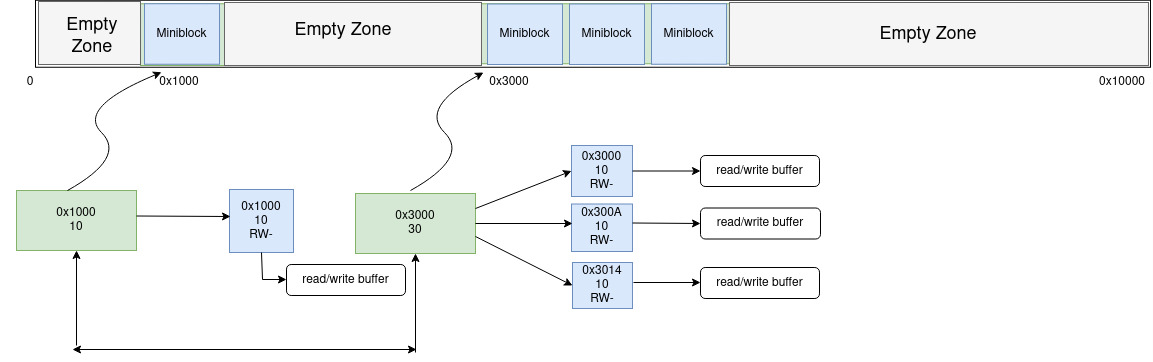 Empty
Zone
Miniblock
Empty Zone
Miniblock
Miniblock
Miniblock
Empty Zone
0
0x1000
0x3000
0x10000
0x1000
10
0x1000
10
RW-
read/write buffer
0x3000
30
0x3000
10
RW-
read/write buffer
0x300A
10
RW-
read/write buffer
0x3014
10
RW-
read/write buffer